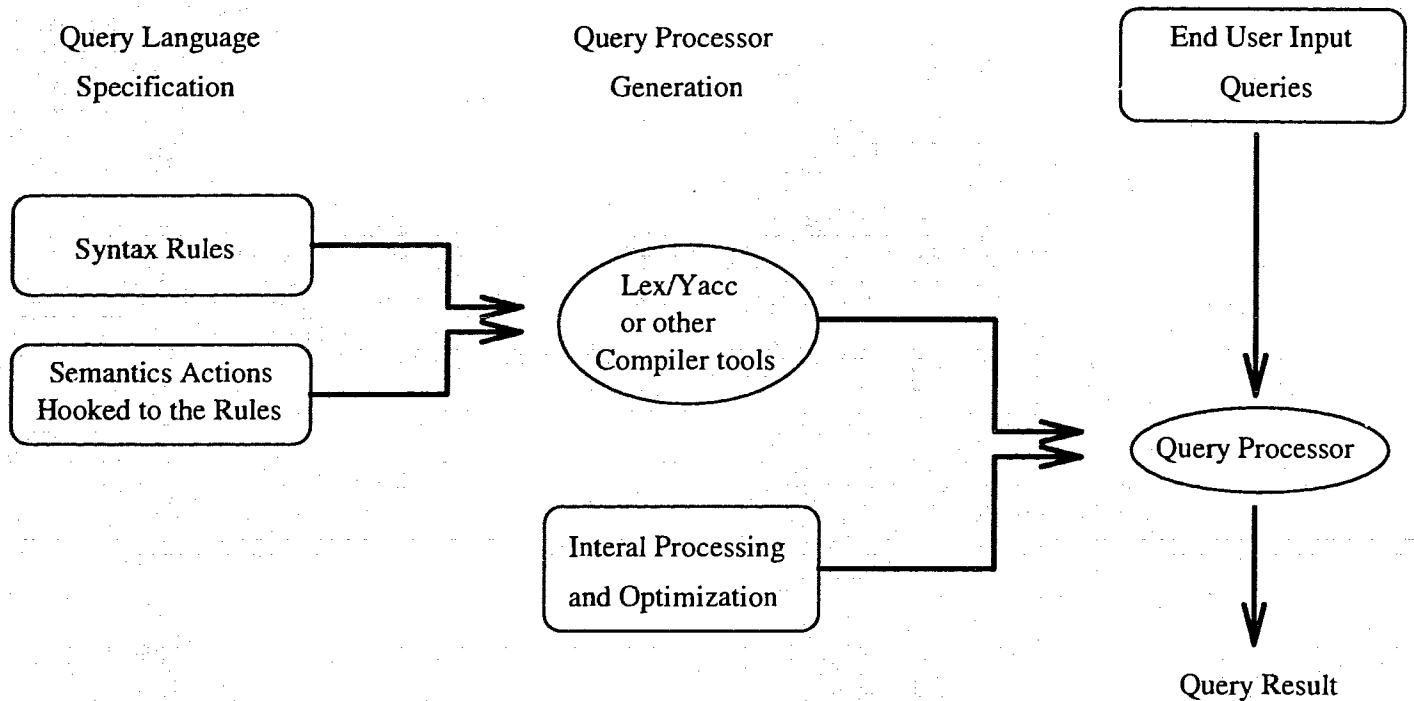 Query Language
Specification
Query Processor
Generation
End User Input
Queries
Syntax Rules
Semantics Actions
Hooked to the Rules
Lex/Yacc
or other
Compiler tools
Query Processor
Interal Processing
and Optimization
Query Result